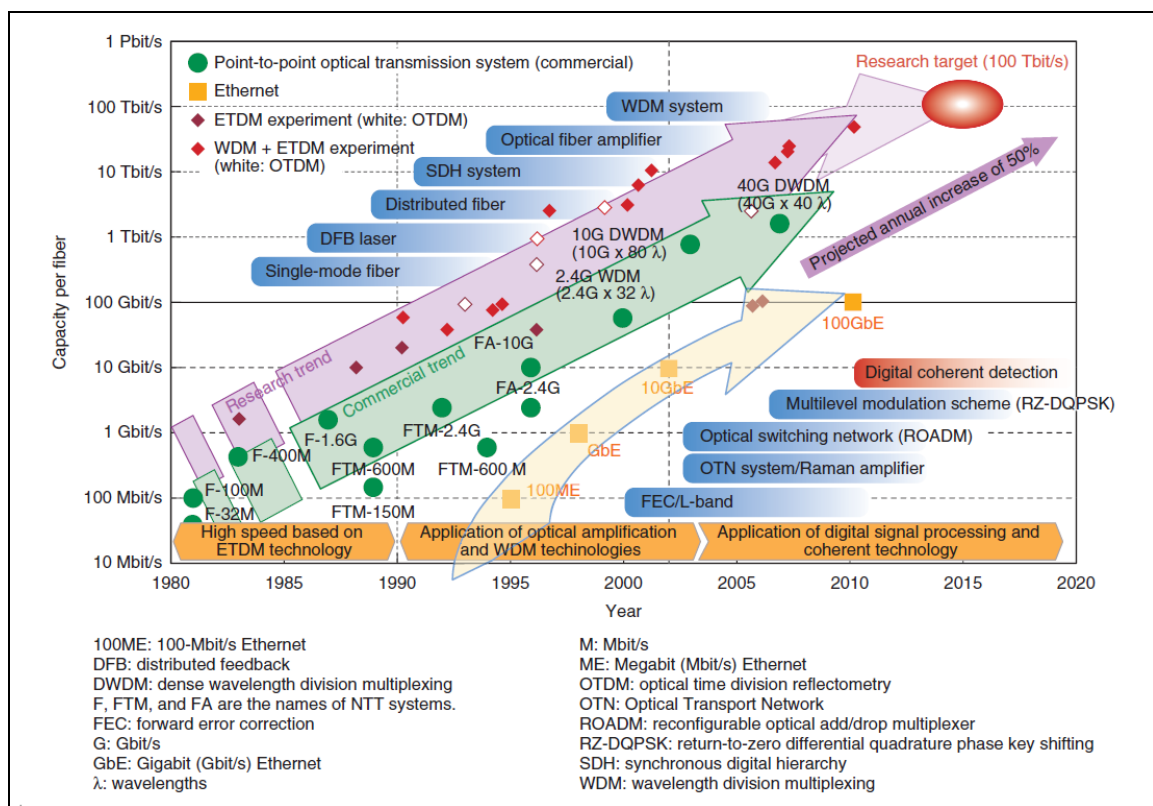 1 Pbit/s
100 Tbit/s
10 Tbit/s
1 Tbit/s
100 Gbit/s
10 Gbit/s
1 Gbit/s
100 Mbit/s
10 Mbit/s
Capacity per fiber
Point-to-point optical transmission system (commercial)
Ethernet
ETDM experiment (white: OTDM)
WDM + ETDM experiment
(white: OTDM)
Research target (100 Tbit/s)
WDM system
Optical fiber amplifier
SDH system
Distributed fiber
DFB laser
Single-mode fiber
40G DWDM
(40G x 40 λ)
10G DWDM
(10G x 80 λ)
2.4G WDM
(2.4G x 32 λ)
Projected annual increase of 50%
Research trend
Commercial trend
FA-10G
FA-2.4G
F-1.6G
FTM-2.4G
F-400M
FTM-600M
FTM-600 M
F-100M
F-32M
FTM-150M
100ME
GbE
10GbE
100GbE
Digital coherent detection
Multilevel modulation scheme (RZ-DQPSK)
Optical switching network (ROADM)
OTN system/Raman amplifier
FEC/L-band
High speed based on
ETDM technology
Application of optical amplification
and WDM techinologies
Application of digital signal processing and
coherent technology
1980
1985
1990
1995
2000
2005
2010
2015
2020
Year
100ME: 100-Mbit/s Ethernet
DFB: distributed feedback
DWDM: dense wavelength division multiplexing
F, FTM, and FA are the names of NTT systems.
FEC: forward error correction
G: Gbit/s
GbE: Gigabit (Gbit/s) Ethernet
λ: wavelengths
M: Mbit/s
ME: Megabit (Mbit/s) Ethernet
OTDM: optical time division reflectometry
OTN: Optical Transport Network
ROADM: reconfigurable optical add/drop multiplexer
RZ-DQPSK: return-to-zero differential quadrature phase key shifting
SDH: synchronous digital hierarchy
WDM: wavelength division multiplexing